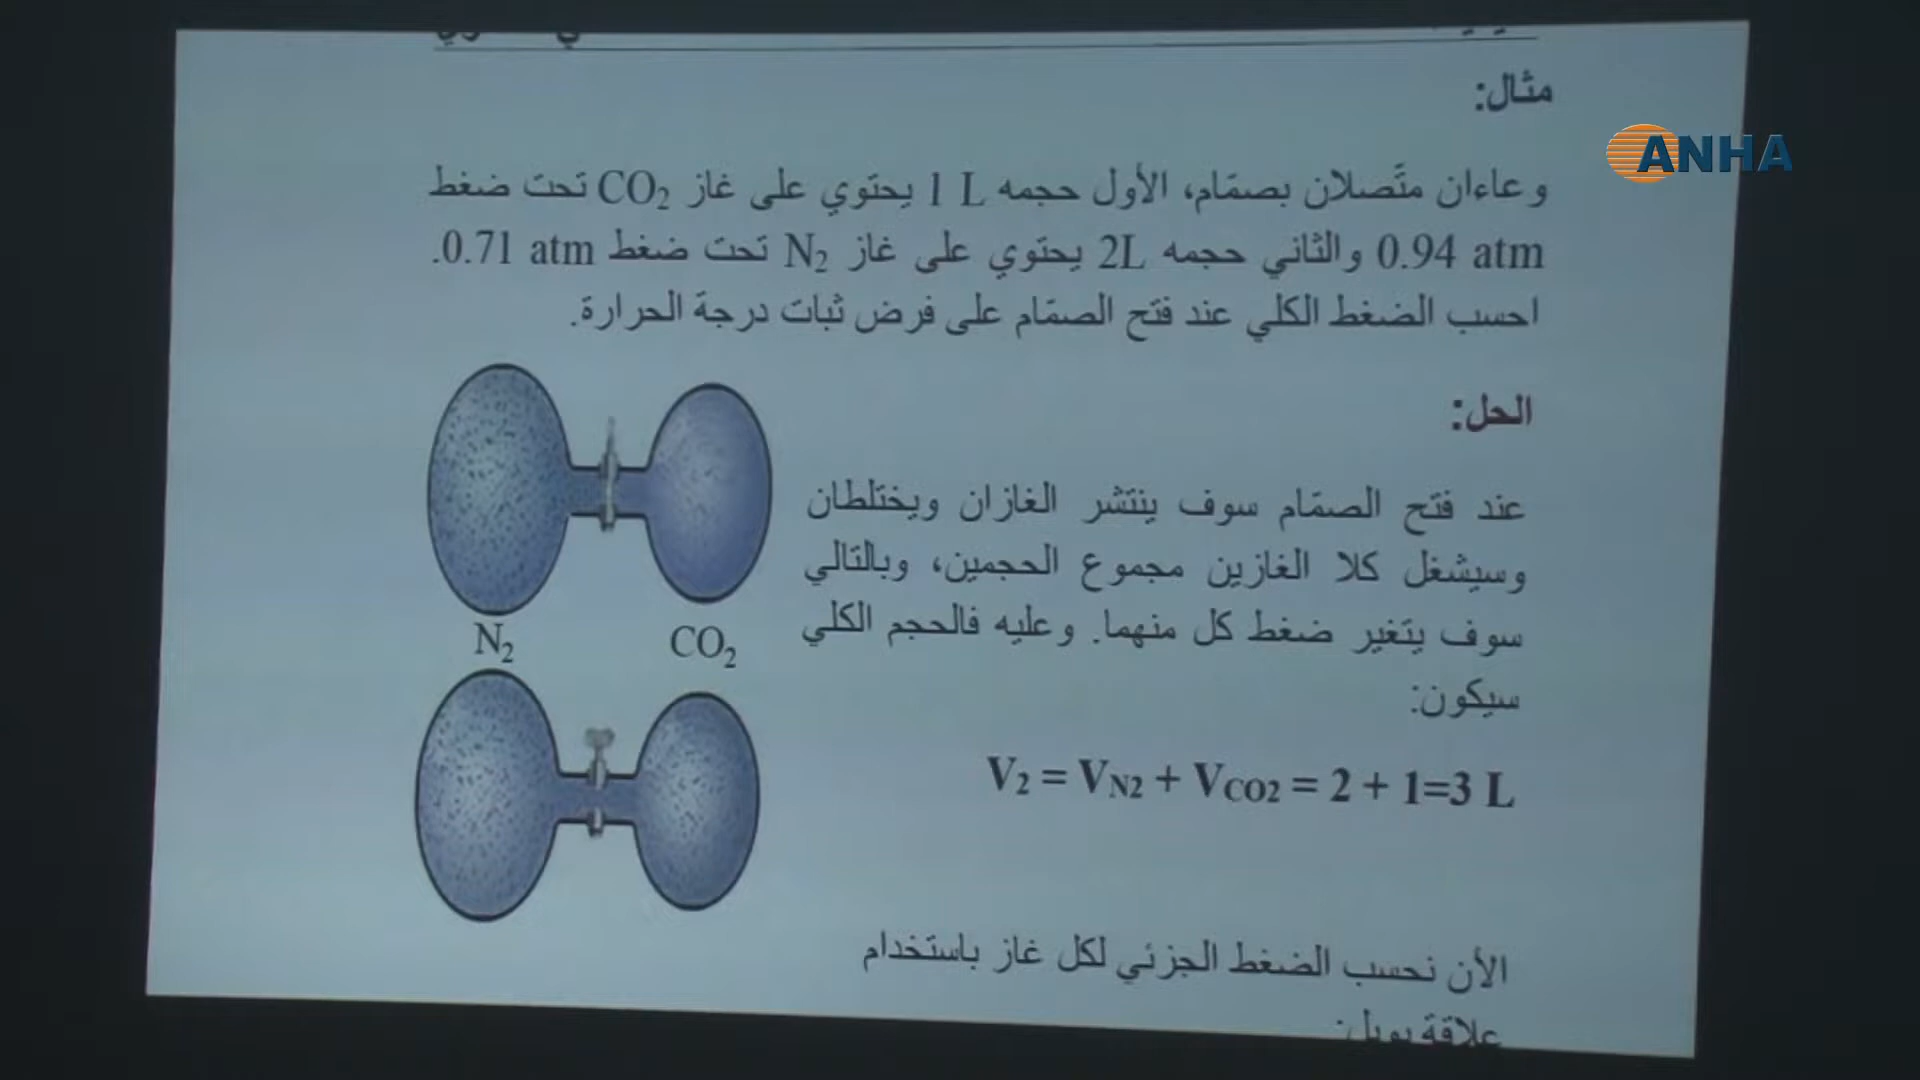 مثال:
ANHA
وعاءان متَّصلان بصمّام، الأول حجمه 1 L يحتوي على غاز CO₂ تحت ضغط
0.94 atm والثاني حجمه 2L يحتوي على غاز N₂ تحت ضغط 0.71 atm.
احسب الضغط الكلي عند فتح الصمّام على فرض ثبات درجة الحرارة.
الحل:
عند فتح الصمّام سوف ينتشر الغازان ويختلطان
وسيشغل كلا الغازين مجموع الحجمين، وبالتالي
سوف يتغير ضغط كل منهما. وعليه فالحجم الكلي
سيكون:
N₂ CO₂
V₂ = V_N2 + V_CO2 = 2 + 1=3 L
الأن نحسب الضغط الجزئي لكل غاز باستخدام
علاقة بويل: